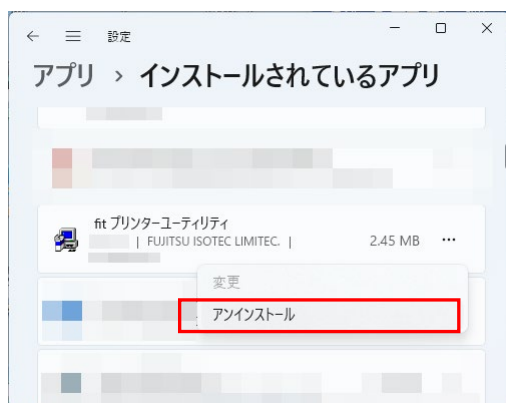 設定
アプリ › インストールされているアプリ
fit プリンターユーティリティ
| FUJITSU ISOTEC LIMITEC. |
2.45 MB
変更
アンインストール